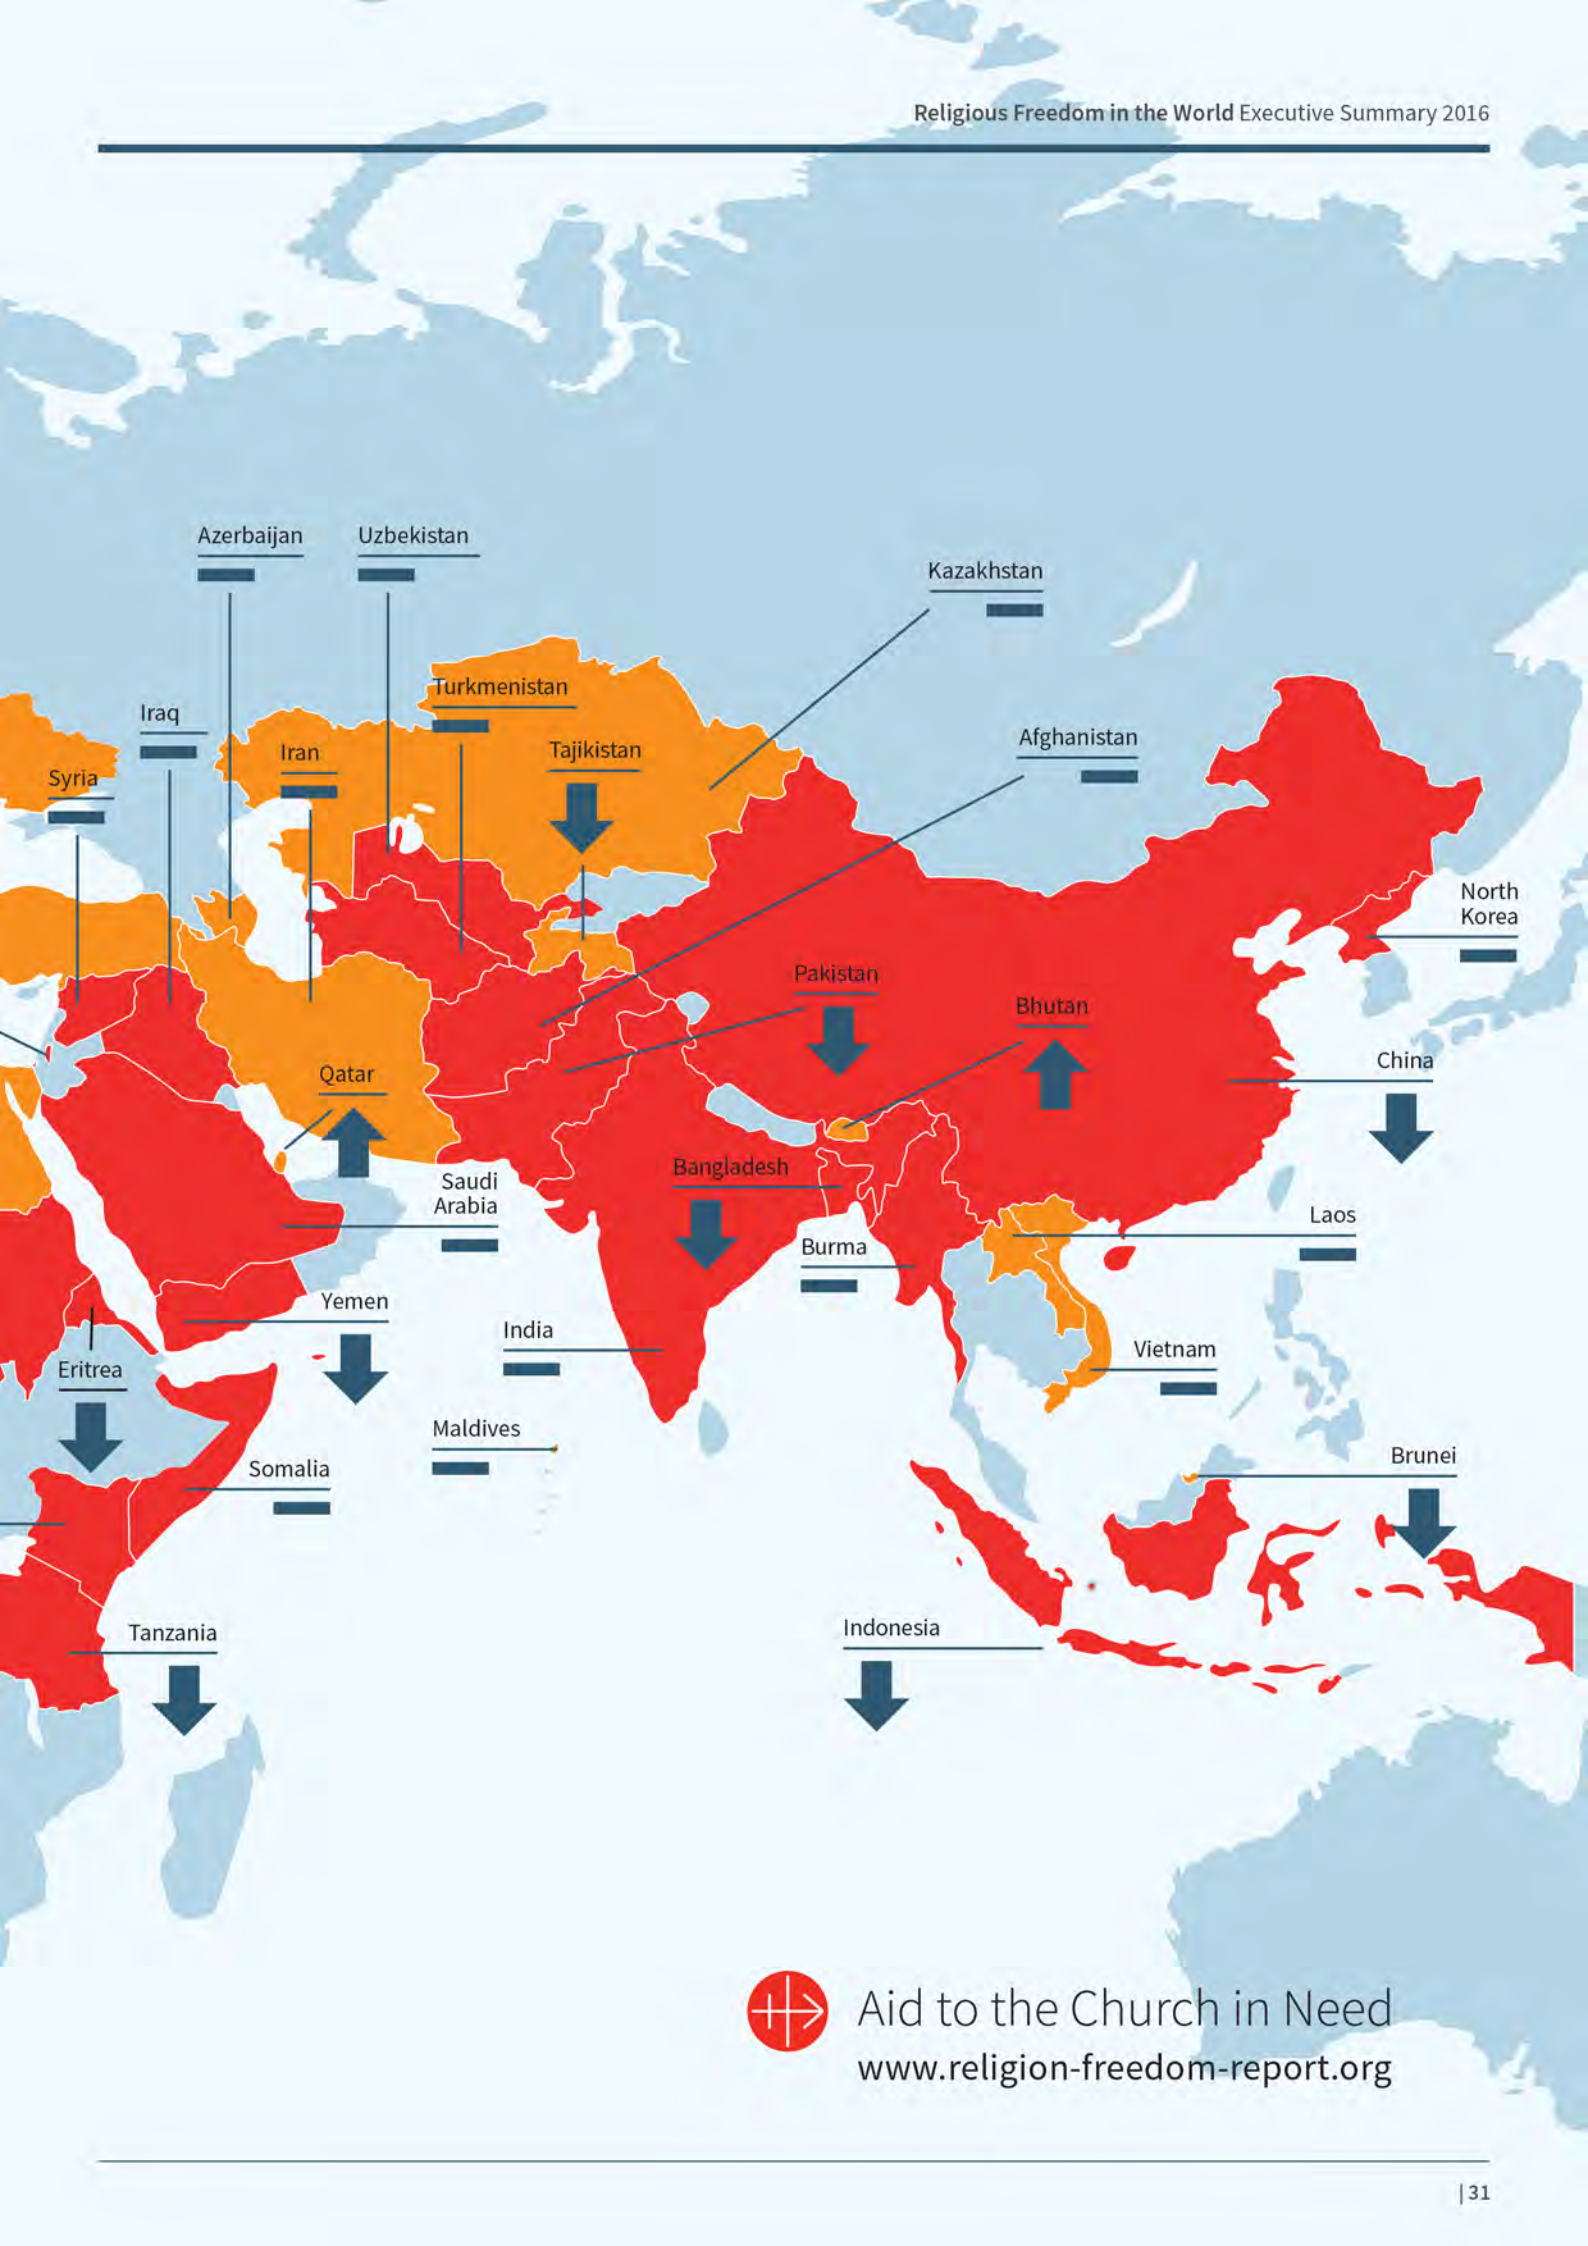 Religious Freedom in the World Executive Summary 2016
Azerbaijan
Uzbekistan
Kazakhstan
Turkmenistan
Iraq
Iran
Tajikistan
Afghanistan
Syria
North
Korea
Pakistan
Bhutan
China
Qatar
Bangladesh
Saudi
Arabia
Laos
Burma
Yemen
India
Vietnam
Eritrea
Maldives
Somalia
Brunei
Tanzania
Indonesia
Aid to the Church in Need
www.religion-freedom-report.org
| 31